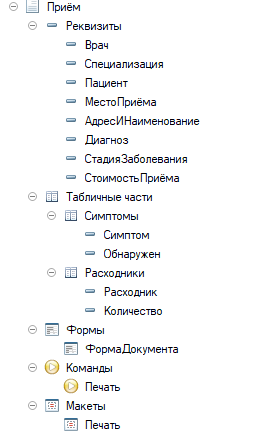 Приём
Реквизиты
Врач
Специализация
Пациент
МестоПриёма
АдресИНаименование
Диагноз
СтадияЗаболевания
СтоимостьПриёма
Табличные части
Симптомы
Симптом
Обнаружен
Расходники
Расходник
Количество
Формы
ФормаДокумента
Команды
Печать
Макеты
Печать